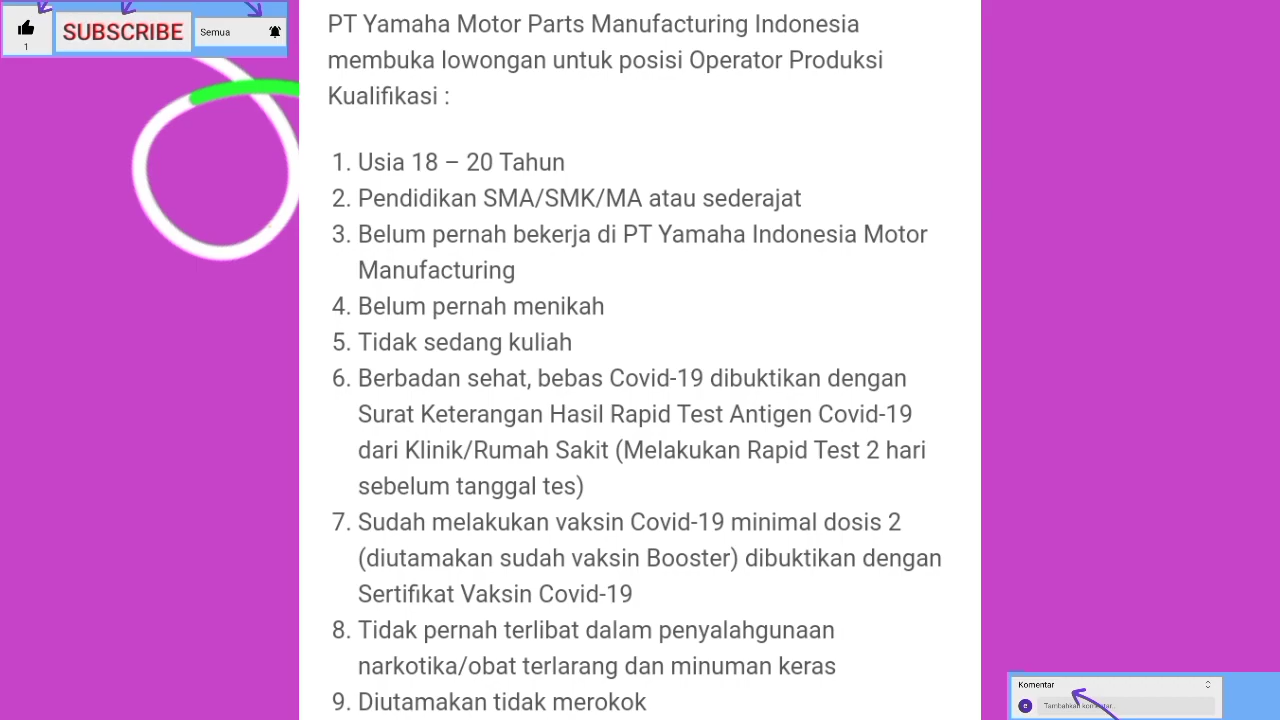 1
SUBSCRIBE
Semua
PT Yamaha Motor Parts Manufacturing Indonesia
membuka lowongan untuk posisi Operator Produksi
Kualifikasi :
1. Usia 18 – 20 Tahun
2. Pendidikan SMA/SMK/MA atau sederajat
3. Belum pernah bekerja di PT Yamaha Indonesia Motor
Manufacturing
4. Belum pernah menikah
5. Tidak sedang kuliah
6. Berbadan sehat, bebas Covid-19 dibuktikan dengan
Surat Keterangan Hasil Rapid Test Antigen Covid-19
dari Klinik/Rumah Sakit (Melakukan Rapid Test 2 hari
sebelum tanggal tes)
7. Sudah melakukan vaksin Covid-19 minimal dosis 2
(diutamakan sudah vaksin Booster) dibuktikan dengan
Sertifikat Vaksin Covid-19
8. Tidak pernah terlibat dalam penyalahgunaan
narkotika/obat terlarang dan minuman keras
9. Diutamakan tidak merokok
Komentar
e
Tambahkan komentar...